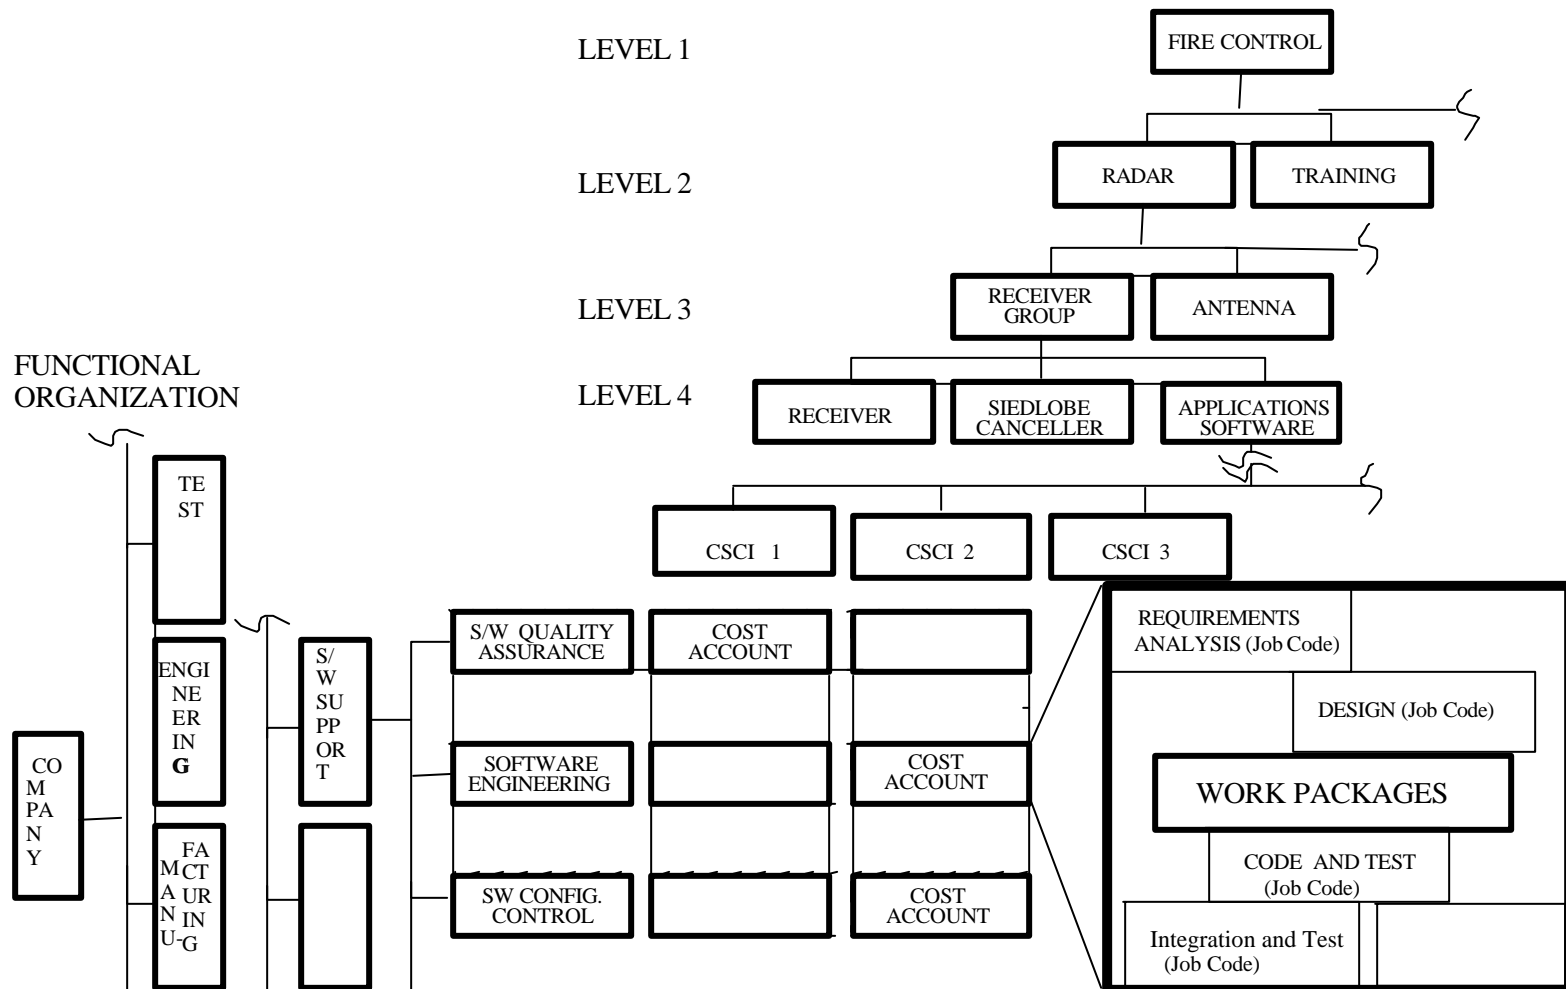 LEVEL 1
FIRE CONTROL
LEVEL 2
RADAR
TRAINING
LEVEL 3
RECEIVER
GROUP
ANTENNA
FUNCTIONAL
ORGANIZATION
LEVEL 4
RECEIVER
SIEDLOBE
CANCELLER
APPLICATIONS
SOFTWARE
TE
ST
CSCI 1
CSCI 2
CSCI 3
ENGI
NE
ER
IN
G
S/
W
SU
PP
OR
T
S/W QUALITY
ASSURANCE
COST
ACCOUNT
REQUIREMENTS
ANALYSIS (Job Code)
DESIGN (Job Code)
CO
M
PA
N
Y
SOFTWARE
ENGINEERING
COST
ACCOUNT
WORK PACKAGES
M
A
N
U-
FA
CT
UR
IN
G
SW CONFIG.
CONTROL
COST
ACCOUNT
CODE AND TEST
(Job Code)
Integration and Test
(Job Code)